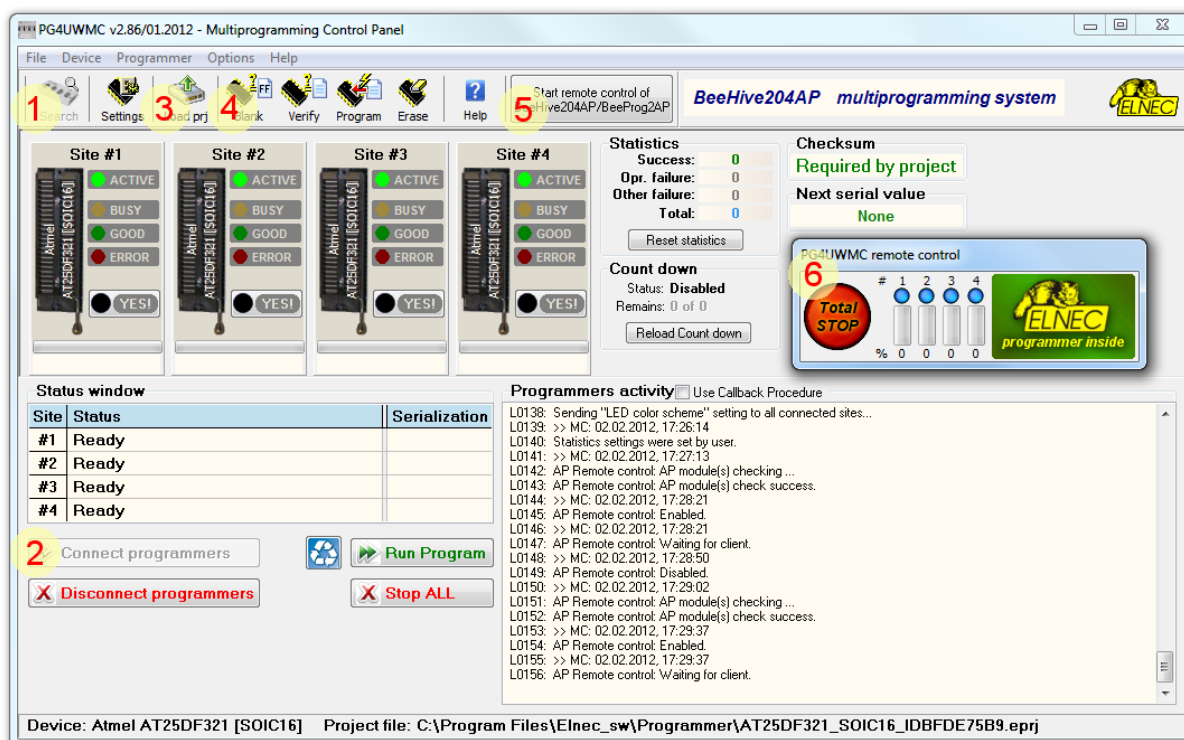 PG4UWMC v2.86/01.2012 - Multiprogramming Control Panel
File Device Programmer Options Help
1 3 4 5
Search Settings prj Blank Verify Program Erase Help
Start remote control of
BeeHive204AP/BeeProg2AP
BeeHive204AP multiprogramming system
ELNEC
Site #1 Site #2 Site #3 Site #4
Atmel
AT25DF321 [SOIC16]
ACTIVE
BUSY
GOOD
ERROR
YES!
Atmel
AT25DF321 [SOIC16]
ACTIVE
BUSY
GOOD
ERROR
YES!
Atmel
AT25DF321 [SOIC16]
ACTIVE
BUSY
GOOD
ERROR
YES!
Atmel
AT25DF321 [SOIC16]
ACTIVE
BUSY
GOOD
ERROR
YES!
Statistics
Success: 0
Opr. failure: 0
Other failure: 0
Total: 0
Reset statistics
Count down
Status: Disabled
Remains: 0 of 0
Reload Count down
Checksum
Required by project
Next serial value
None
PG4UWMC remote control
6
Total
STOP
# 1 2 3 4
% 0 0 0 0
ELNEC
programmer inside
Status window
Site Status Serialization
#1 Ready
#2 Ready
#3 Ready
#4 Ready
2
Connect programmers
Run Program
Disconnect programmers
Stop ALL
Programmers activity Use Callback Procedure
L0138: Sending "LED color scheme" setting to all connected sites...
L0139: >> MC: 02.02.2012, 17:26:14
L0140: Statistics settings were set by user.
L0141: >> MC: 02.02.2012, 17:27:13
L0142: AP Remote control: AP module(s) checking ...
L0143: AP Remote control: AP module(s) check success.
L0144: >> MC: 02.02.2012, 17:28:21
L0145: AP Remote control: Enabled.
L0146: >> MC: 02.02.2012, 17:28:21
L0147: AP Remote control: Waiting for client.
L0148: >> MC: 02.02.2012, 17:28:50
L0149: AP Remote control: Disabled.
L0150: >> MC: 02.02.2012, 17:29:02
L0151: AP Remote control: AP module(s) checking ...
L0152: AP Remote control: AP module(s) check success.
L0153: >> MC: 02.02.2012, 17:29:37
L0154: AP Remote control: Enabled.
L0155: >> MC: 02.02.2012, 17:29:37
L0156: AP Remote control: Waiting for client.
Device: Atmel AT25DF321 [SOIC16] Project file: C:\Program Files\Elnec_sw\Programmer\AT25DF321_SOIC16_IDBFDE75B9.eprj